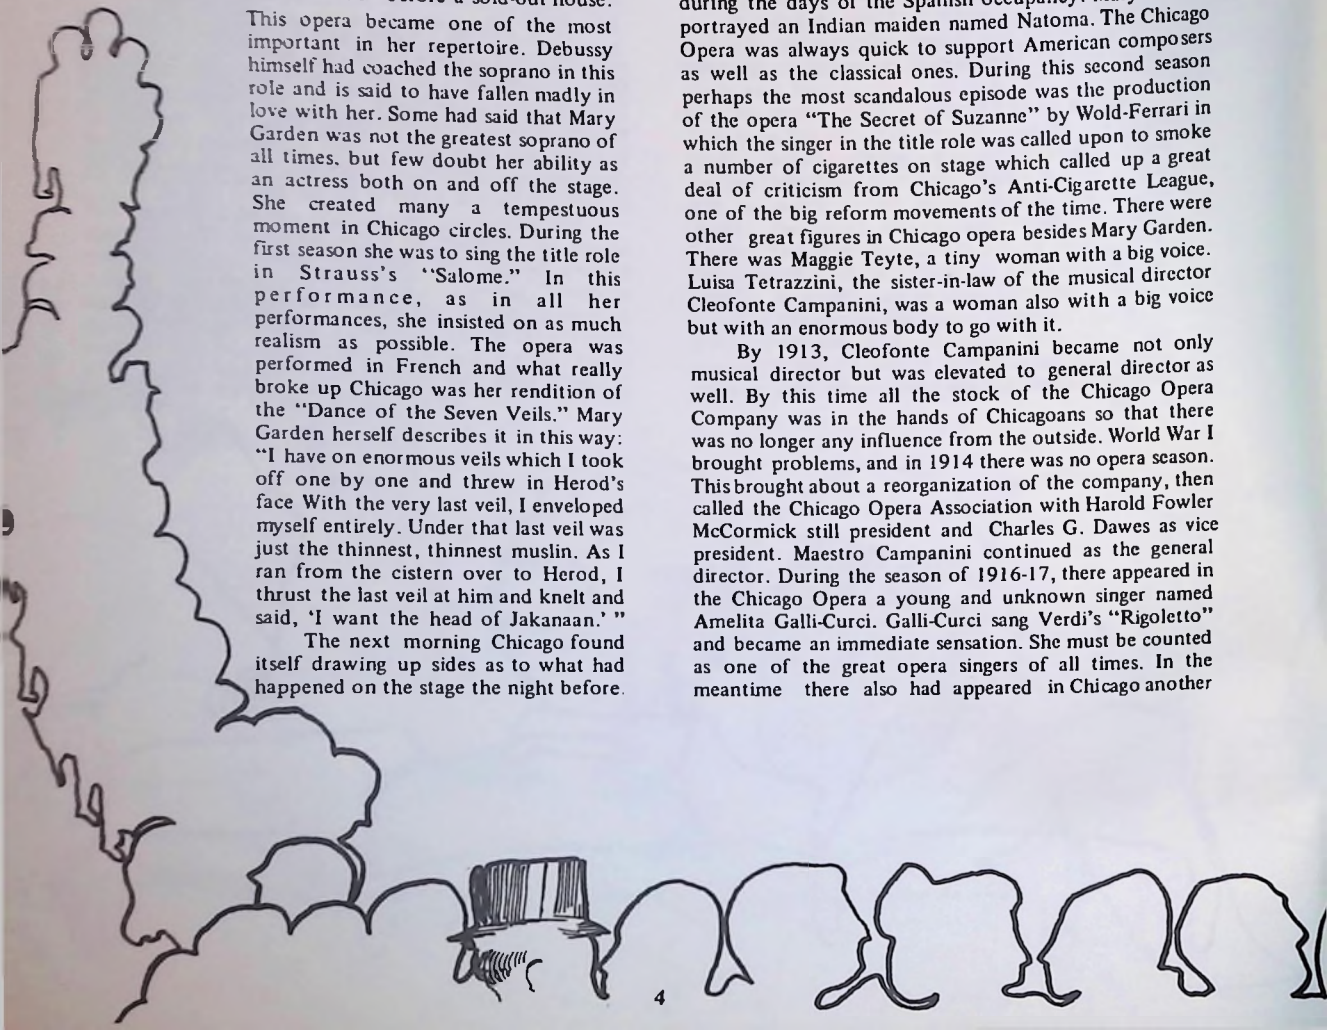 This opera became one of the most
important in her repertoire. Debussy
himself had coached the soprano in this
role and is said to have fallen madly in
love with her. Some had said that Mary
Garden was not the greatest soprano of
all times. but few doubt her ability as
an actress both on and off the stage.
She created many a tempestuous
moment in Chicago circles. During the
first season she was to sing the title role
in Strauss's "Salome." In this
performance, as in all her
performances, she insisted on as much
realism as possible. The opera was
performed in French and what really
broke up Chicago was her rendition of
the "Dance of the Seven Veils." Mary
Garden herself describes it in this way:
"I have on enormous veils which I took
off one by one and threw in Herod's
face With the very last veil, I enveloped
myself entirely. Under that last veil was
just the thinnest, thinnest muslin. As I
ran from the cistern over to Herod, I
thrust the last veil at him and knelt and
said, 'I want the head of Jakanaan.' "
The next morning Chicago found
itself drawing up sides as to what had
happened on the stage the night before.
during the days of the Spanish
portrayed an Indian maiden named Natoma. The Chicago
Opera was always quick to support American composers
as well as the classical ones. During this second season
perhaps the most scandalous episode was the production
of the opera "The Secret of Suzanne" by Wold-Ferrari in
which the singer in the title role was called upon to smoke
a number of cigarettes on stage which called up a great
deal of criticism from Chicago's Anti-Cigarette League,
one of the big reform movements of the time. There were
other great figures in Chicago opera besides Mary Garden.
There was Maggie Teyte, a tiny woman with a big voice.
Luisa Tetrazzini, the sister-in-law of the musical director
Cleofonte Campanini, was a woman also with a big voice
but with an enormous body to go with it.
By 1913, Cleofonte Campanini became not only
musical director but was elevated to general director as
well. By this time all the stock of the Chicago Opera
Company was in the hands of Chicagoans so that there
was no longer any influence from the outside. World War I
brought problems, and in 1914 there was no opera season.
This brought about a reorganization of the company, then
called the Chicago Opera Association with Harold Fowler
McCormick still president and Charles G. Dawes as vice
president. Maestro Campanini continued as the general
director. During the season of 1916-17, there appeared in
the Chicago Opera a young and unknown singer named
Amelita Galli-Curci. Galli-Curci sang Verdi's "Rigoletto"
and became an immediate sensation. She must be counted
as one of the great opera singers of all times. In the
meantime there also had appeared in Chicago another
4